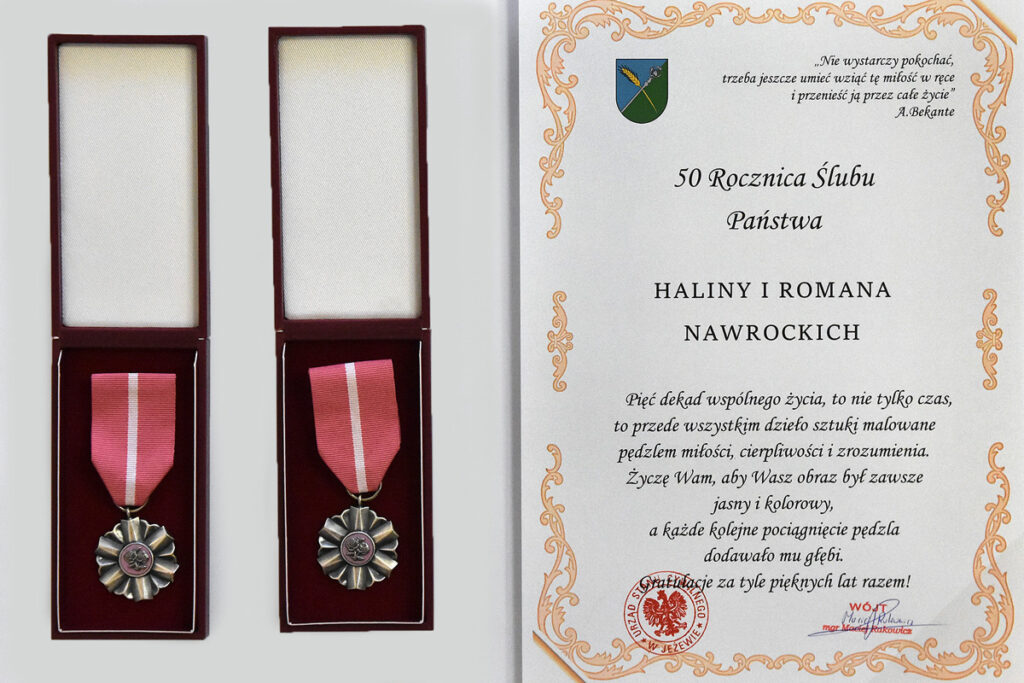 „Nie wystarczy pokochać,
trzeba jeszcze umieć wziąć tę miłość w ręce
i przenieść ją przez całe życie”
A.Bekante
50 Rocznica Ślubu
Państwa
HALINY I ROMANA
NAWROCKICH
Pięć dekad wspólnego życia, to nie tylko czas,
to przede wszystkim dzieło sztuki malowane
pędzlem miłości, cierpliwości i zrozumienia.
Życzę Wam, aby Wasz obraz był zawsze
jasny i kolorowy,
a każde kolejne pociągnięcie pędzla
dodawało mu głębi.
Gratulacje za tyle pięknych lat razem!
URZĄD STANU CYWILNEGO
W JEŻEWIE
WÓJT
mgr Maciej Rakowicz